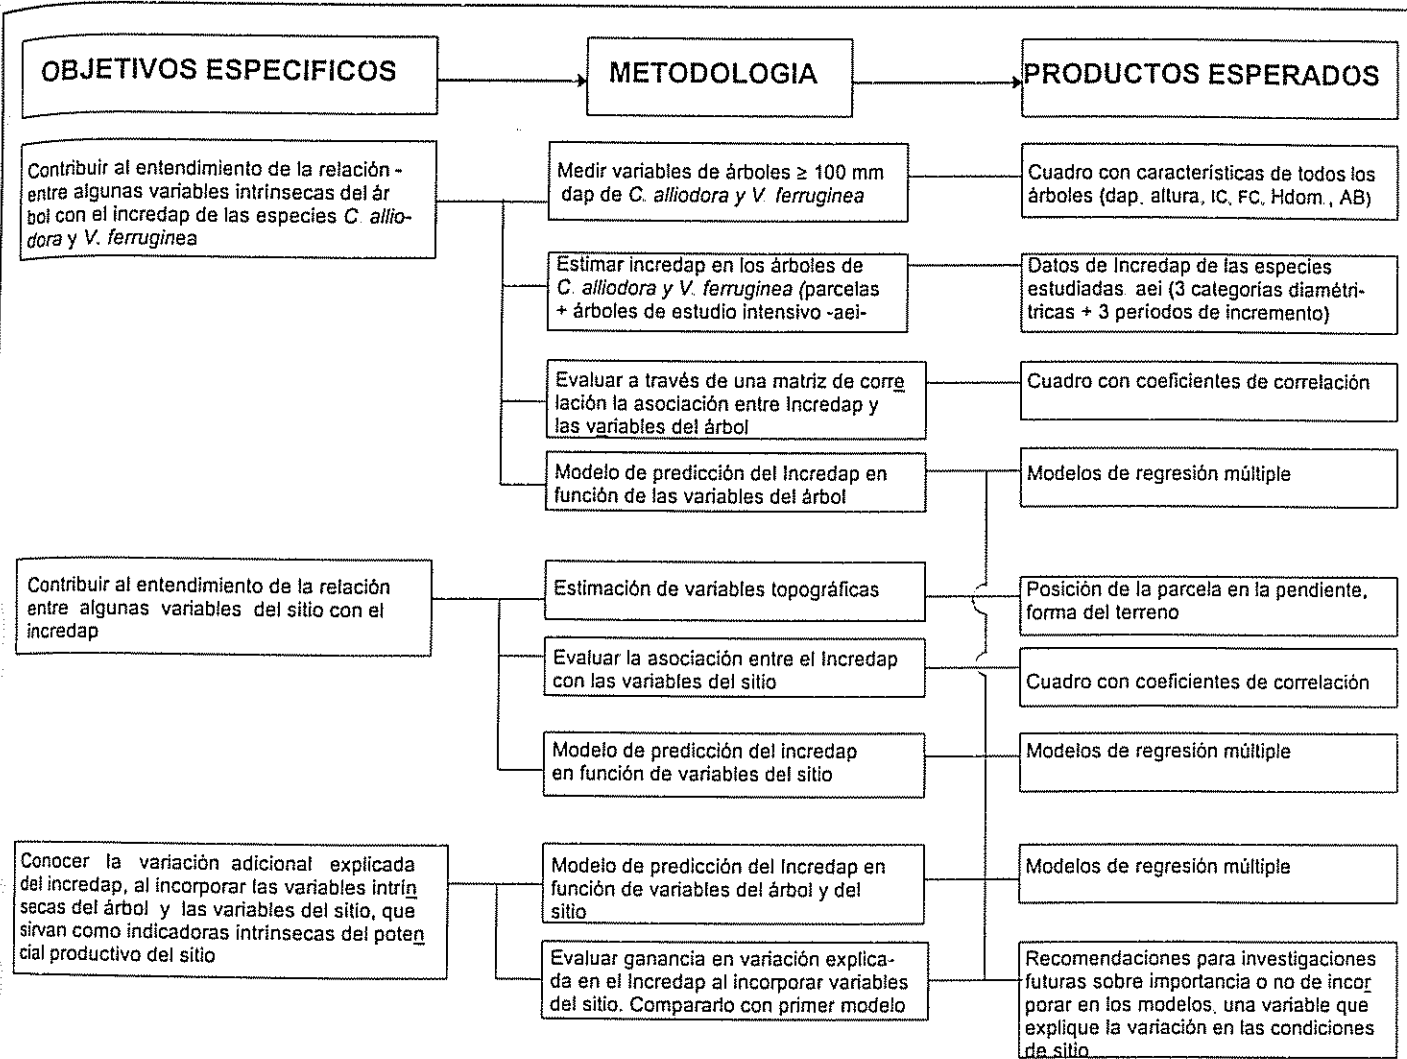 OBJETIVOS ESPECIFICOS
METODOLOGIA
PRODUCTOS ESPERADOS
Contribuir al entendimiento de la relación -
entre algunas variables intrínsecas del ár
bol con el incredap de las especies C. allio-
dora y V. ferruginea
Medir variables de árboles ≥ 100 mm
dap de C. alliodora y V. ferruginea
Cuadro con características de todos los
árboles (dap, altura, IC, FC, Hdom., AB)
Estimar incredap en los árboles de
C. alliodora y V. ferruginea (parcelas
+ árboles de estudio intensivo -aei-
Datos de Incredap de las especies
estudiadas. aei (3 categorías diamétri-
tricas + 3 períodos de incremento)
Evaluar a través de una matriz de corre
lación la asociación entre Incredap y
las variables del árbol
Cuadro con coeficientes de correlación
Modelo de predicción del Incredap en
función de las variables del árbol
Modelos de regresión múltiple
Contribuir al entendimiento de la relación
entre algunas variables del sitio con el
incredap
Estimación de variables topográficas
Posición de la parcela en la pendiente,
forma del terreno
Evaluar la asociación entre el Incredap
con las variables del sitio
Cuadro con coeficientes de correlación
Modelo de predicción del incredap
en función de variables del sitio
Modelos de regresión múltiple
Conocer la variación adicional explicada
del incredap, al incorporar las variables intrín
secas del árbol y las variables del sitio, que
sirvan como indicadoras intrinsecas del poten
cial productivo del sitio
Modelo de predicción del Incredap en
función de variables del árbol y del
sitio
Modelos de regresión múltiple
Evaluar ganancia en variación explica-
da en el Incredap al incorporar variables
del sitio. Compararlo con primer modelo
Recomendaciones para investigaciones
futuras sobre importancia o no de incor
porar en los modelos, una variable que
explique la variación en las condiciones
de sitio